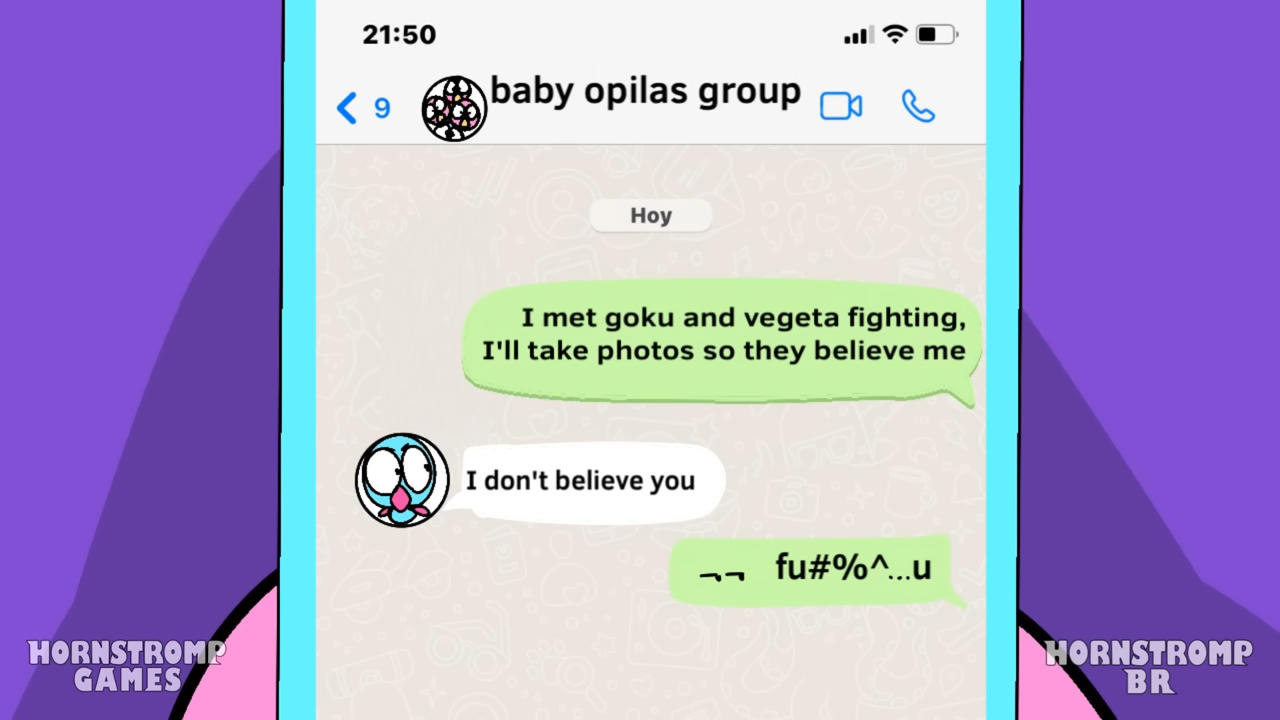 21:50
9
baby opilas group
Hoy
I met goku and vegeta fighting,
I'll take photos so they believe me
I don't believe you
¬¬ fu#%^...u
HORNSTROMP
GAMES
HORNSTROMP
BR